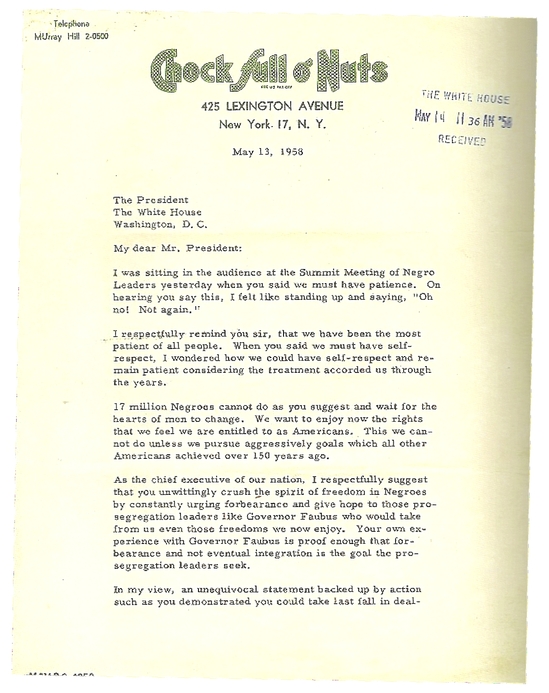 Telephone
MUrray Hill 2-0500
Chock full o' Nuts
425 LEXINGTON AVENUE
New York 17, N. Y.
THE WHITE HOUSE
MAY 14 11 36 AM '58
RECEIVED
May 13, 1958
The President
The White House
Washington, D. C.
My dear Mr. President:
I was sitting in the audience at the Summit Meeting of Negro
Leaders yesterday when you said we must have patience. On
hearing you say this, I felt like standing up and saying, "Oh
no! Not again."
I respectfully remind you sir, that we have been the most
patient of all people. When you said we must have self-
respect, I wondered how we could have self-respect and re-
main patient considering the treatment accorded us through
the years.
17 million Negroes cannot do as you suggest and wait for the
hearts of men to change. We want to enjoy now the rights
that we feel we are entitled to as Americans. This we can-
not do unless we pursue aggressively goals which all other
Americans achieved over 150 years ago.
As the chief executive of our nation, I respectfully suggest
that you unwittingly crush the spirit of freedom in Negroes
by constantly urging forbearance and give hope to those pro-
segregation leaders like Governor Faubus who would take
from us even those freedoms we now enjoy. Your own ex-
perience with Governor Faubus is proof enough that for-
bearance and not eventual integration is the goal the pro-
segregation leaders seek.
In my view, an unequivocal statement backed up by action
such as you demonstrated you could take last fall in deal-